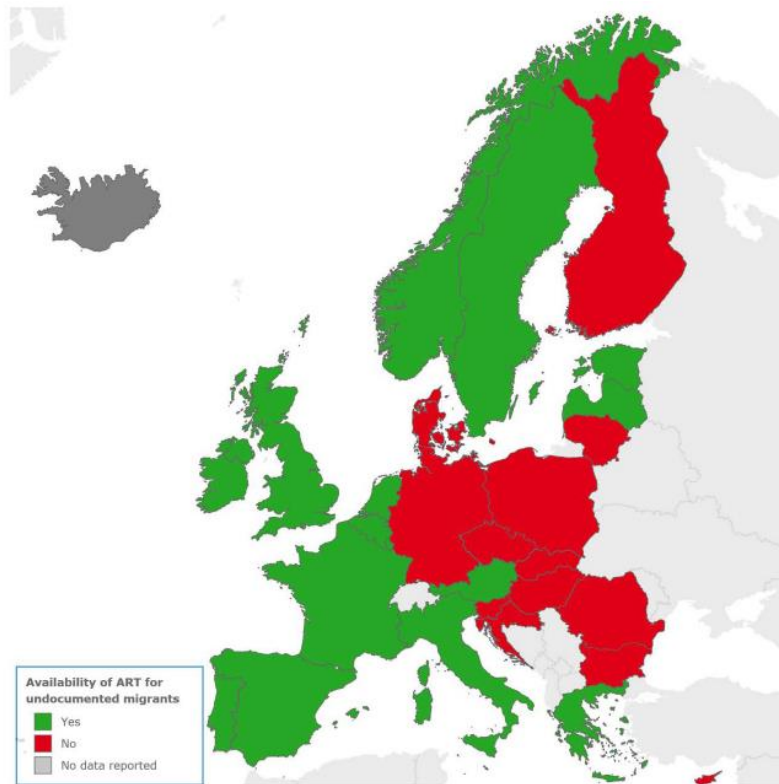 Availability of ART for
undocumented migrants
Yes
No
No data reported